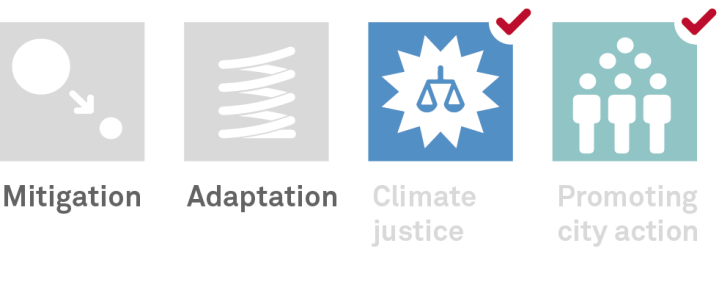 Mitigation
Adaptation
Climate
justice
Promoting
city action